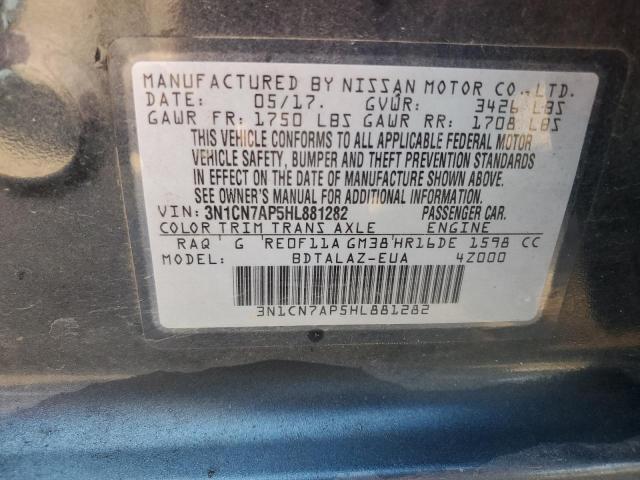 MANUFACTURED BY NISSAN MOTOR CO.,LTD.
DATE: 05/17. GVWR: 3426 LBS
GAWR FR: 1750 LBS GAWR RR: 1708 LBS
THIS VEHICLE CONFORMS TO ALL APPLICABLE FEDERAL MOTOR
VEHICLE SAFETY, BUMPER AND THEFT PREVENTION STANDARDS
IN EFFECT ON THE DATE OF MANUFACTURE SHOWN ABOVE.
SEE OWNER'S MANUAL FOR ADDITIONAL INFORMATION.
VIN: 3N1CN7AP5HL881282 PASSENGER CAR.
COLOR TRIM TRANS AXLE ENGINE
RAQ G RE0F11A GM38 HR16DE 1598 CC
MODEL: BDTALAZ-EUA 4Z000
3N1CN7AP5HL881282